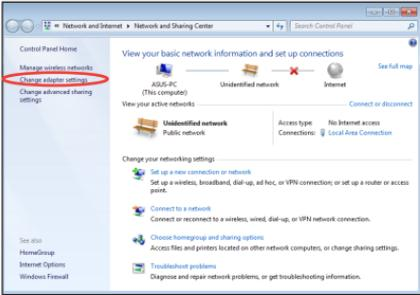 Network and Internet ▸ Network and Sharing Center
Search Control Panel
Control Panel Home
Manage wireless networks
Change adapter settings
Change advanced sharing
settings
See also
HomeGroup
Internet Options
Windows Firewall
View your basic network information and set up connections
See full map
ASUS-PC
(This computer)
Unidentified network
Internet
View your active networks
Connect or disconnect
Unidentified network
Public network
Access type: No Internet access
Connections: Local Area Connection
Change your networking settings
Set up a new connection or network
Set up a wireless, broadband, dial-up, ad hoc, or VPN connection; or set up a router or access
point.
Connect to a network
Connect or reconnect to a wireless, wired, dial-up, or VPN network connection.
Choose homegroup and sharing options
Access files and printers located on other network computers, or change sharing settings.
Troubleshoot problems
Diagnose and repair network problems, or get troubleshooting information.